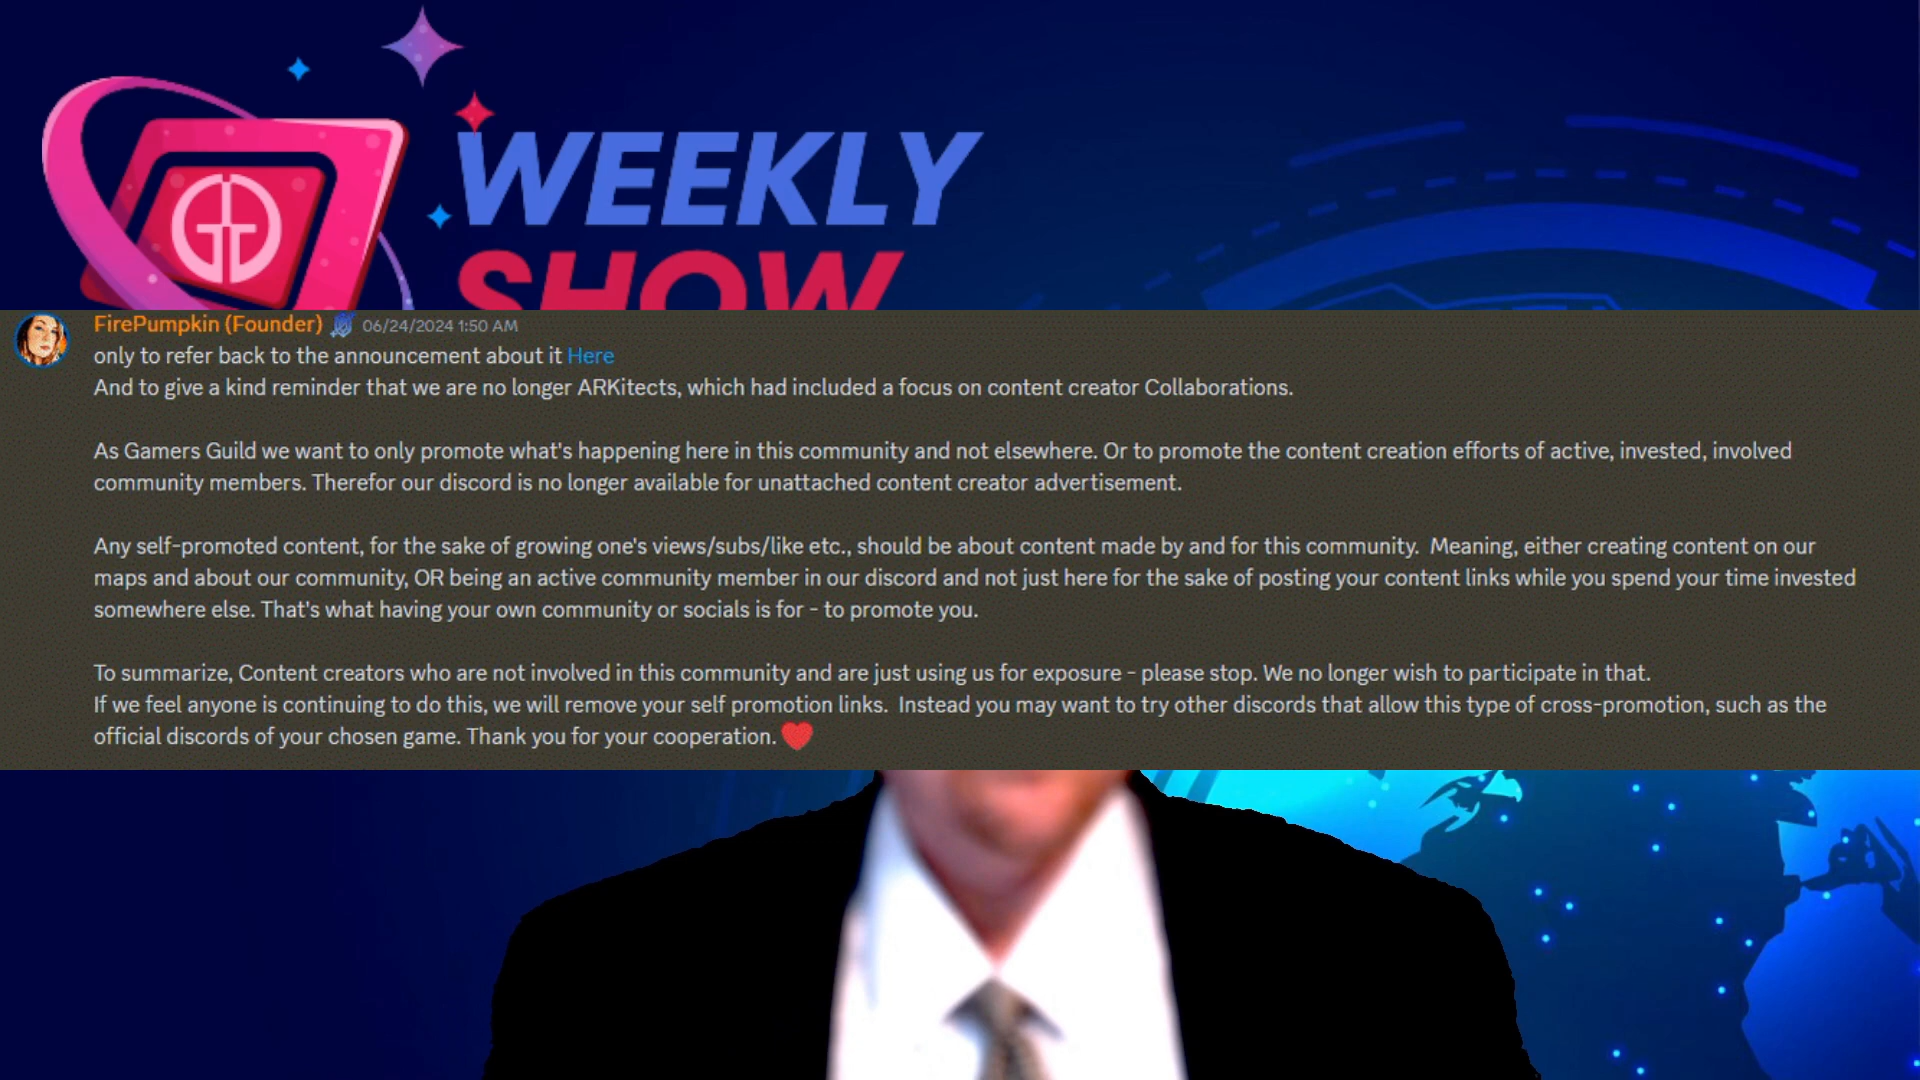 WEEKLY
SHOW
FirePumpkin (Founder) 06/24/2024 1:50 AM
only to refer back to the announcement about it Here
And to give a kind reminder that we are no longer ARKitects, which had included a focus on content creator Collaborations.
As Gamers Guild we want to only promote what's happening here in this community and not elsewhere. Or to promote the content creation efforts of active, invested, involved
community members. Therefor our discord is no longer available for unattached content creator advertisement.
Any self-promoted content, for the sake of growing one's views/subs/like etc., should be about content made by and for this community.  Meaning, either creating content on our
maps and about our community, OR being an active community member in our discord and not just here for the sake of posting your content links while you spend your time invested
somewhere else. That's what having your own community or socials is for - to promote you.
To summarize, Content creators who are not involved in this community and are just using us for exposure - please stop. We no longer wish to participate in that.
If we feel anyone is continuing to do this, we will remove your self promotion links.  Instead you may want to try other discords that allow this type of cross-promotion, such as the
official discords of your chosen game. Thank you for your cooperation. ❤️